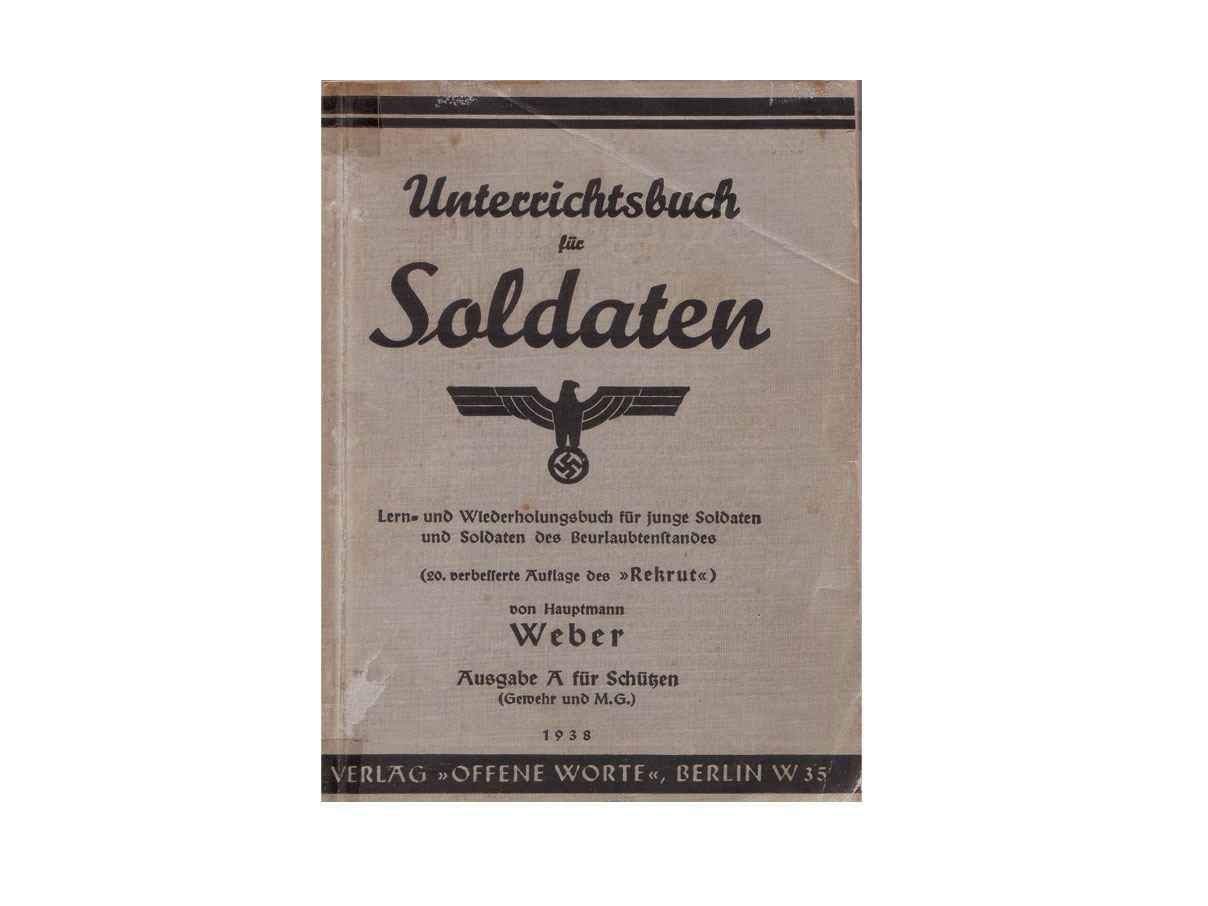 Unterrichtsbuch
für
Soldaten
Lern- und Wiederholungsbuch für junge Soldaten
und Soldaten des Beurlaubtenſtandes
(20. verbeſſerte Auflage des »Rekrut«)
von Hauptmann
Weber
Ausgabe A für Schützen
(Gewehr und M.G.)
1938
VERLAG »OFFENE WORTE«, BERLIN W 35